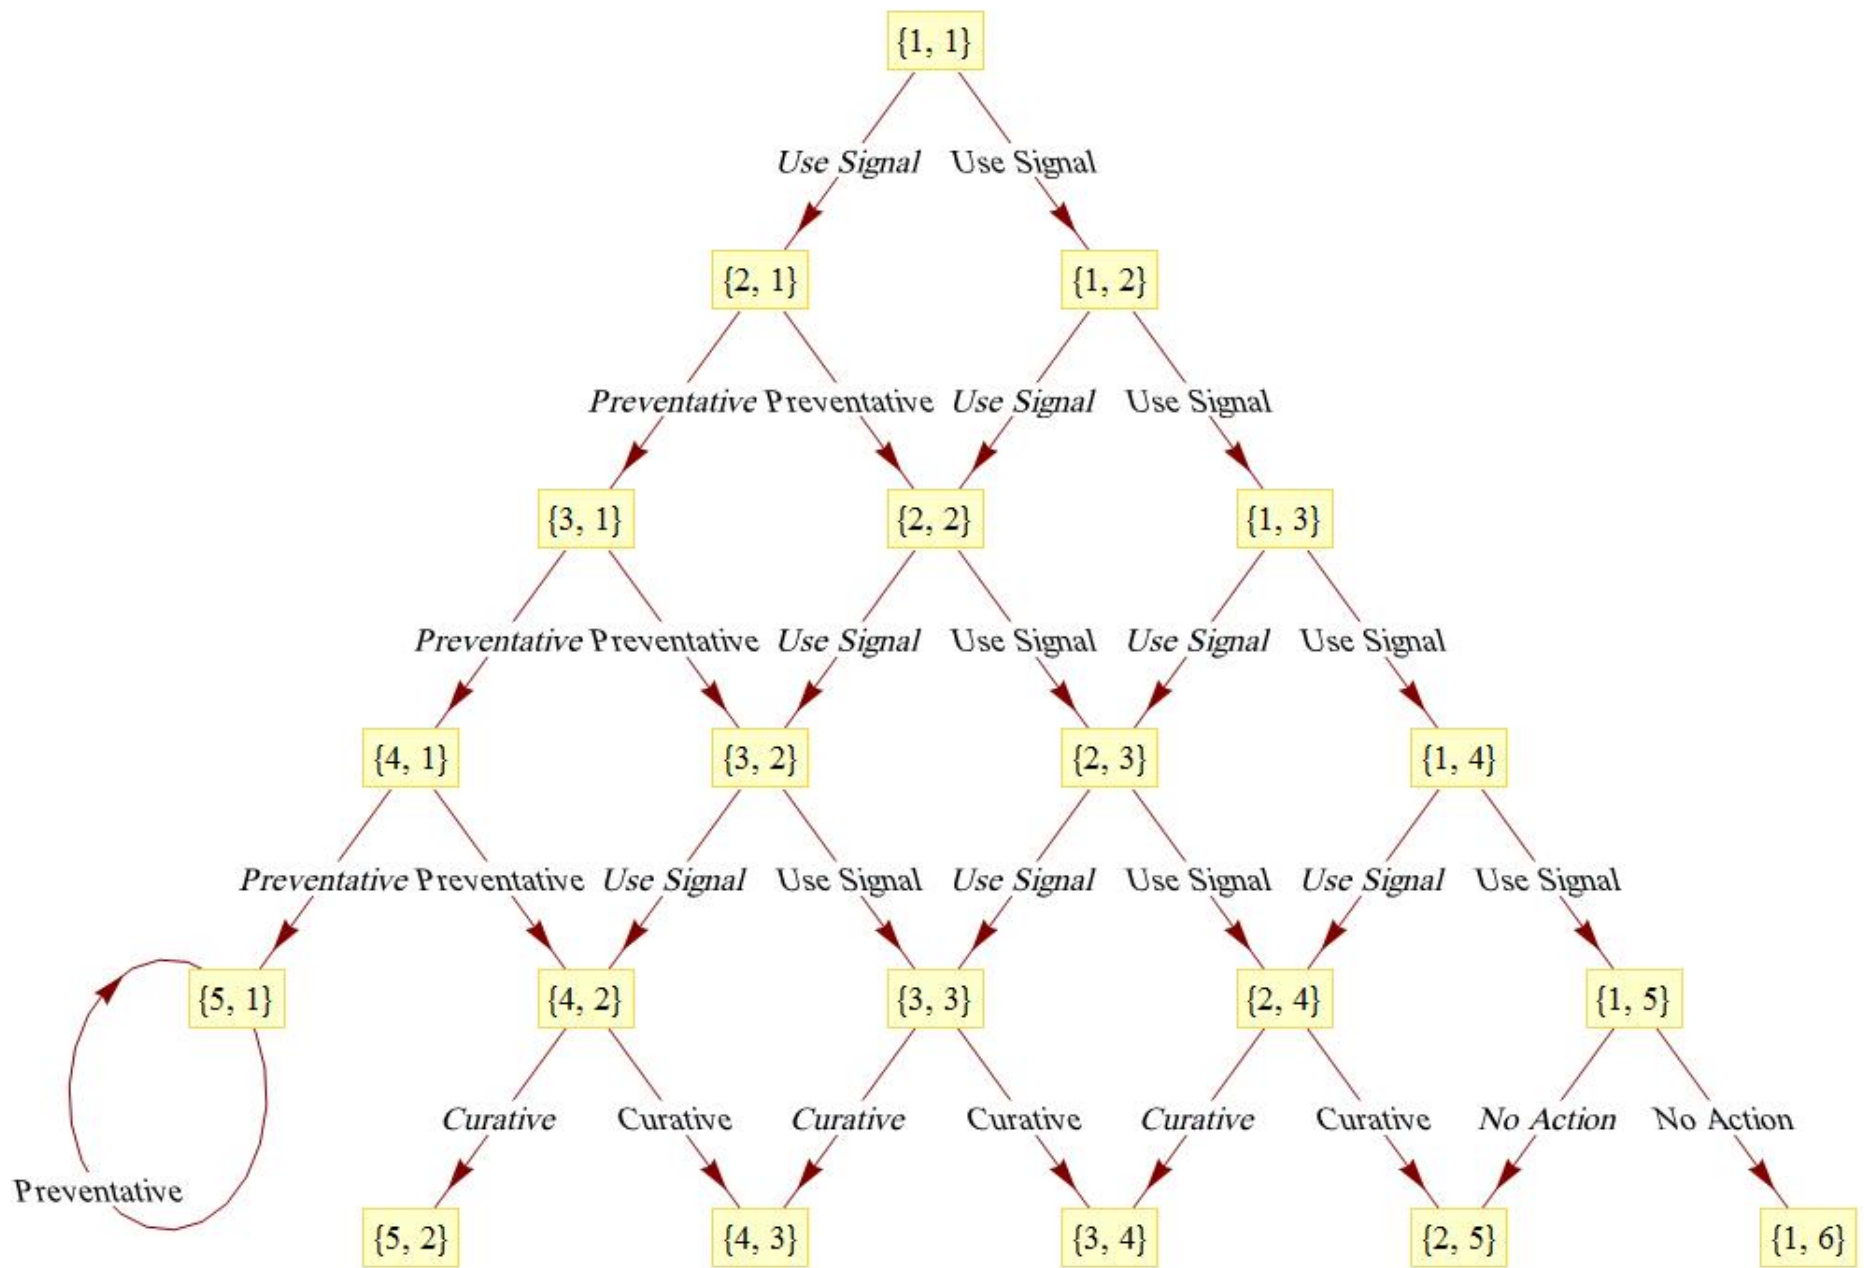 {1, 1}
Use Signal Use Signal
{2, 1} {1, 2}
Preventative Preventative Use Signal Use Signal
{3, 1} {2, 2} {1, 3}
Preventative Preventative Use Signal Use Signal Use Signal Use Signal
{4, 1} {3, 2} {2, 3} {1, 4}
Preventative Preventative Use Signal Use Signal Use Signal Use Signal Use Signal Use Signal
{5, 1} {4, 2} {3, 3} {2, 4} {1, 5}
Curative Curative Curative Curative Curative Curative No Action No Action
Preventative
{5, 2} {4, 3} {3, 4} {2, 5} {1, 6}